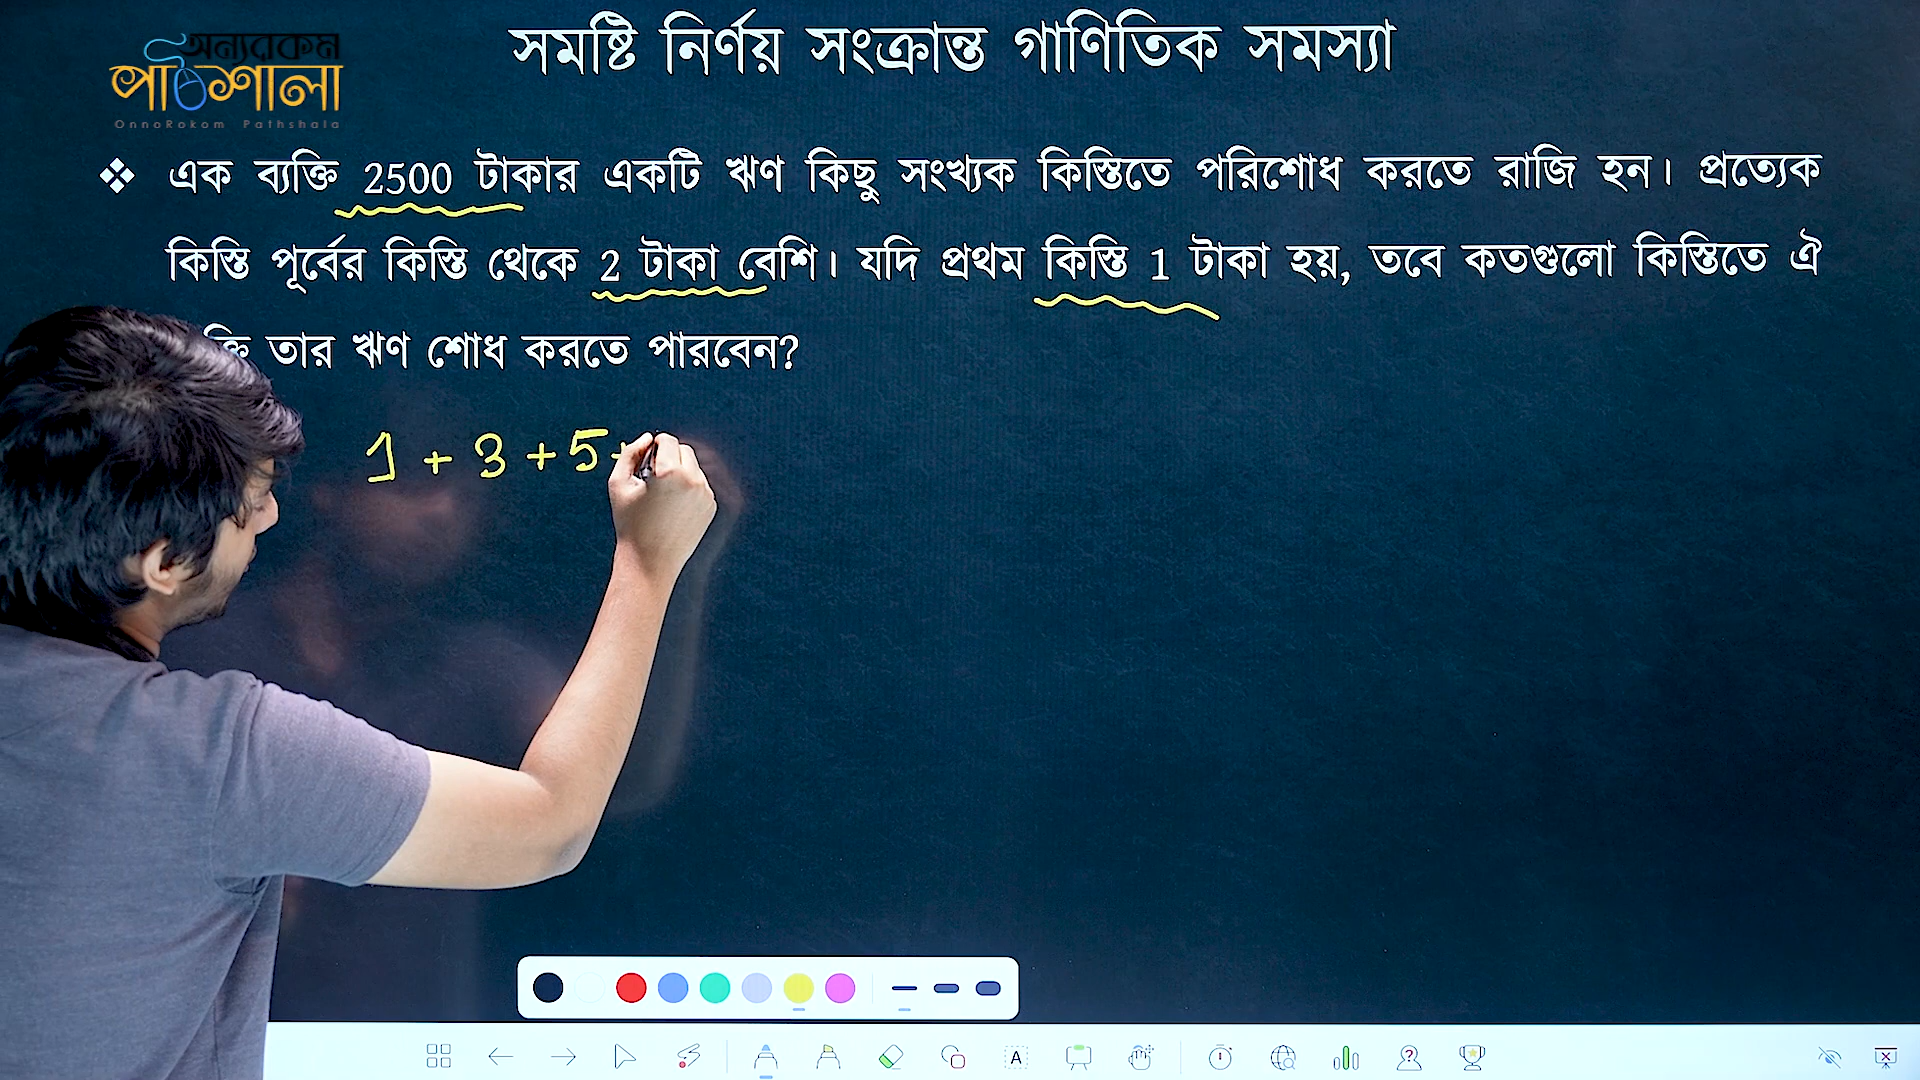 সমষ্টি নির্ণয় সংক্রান্ত গাণিতিক সমস্যা
অন্যরকম
পাঠশালা
OnnoRokom Pathshala
❖ এক ব্যক্তি 2500 টাকার একটি ঋণ কিছু সংখ্যক কিস্তিতে পরিশোধ করতে রাজি হন। প্রত্যেক
কিস্তি পূর্বের কিস্তি থেকে 2 টাকা বেশি। যদি প্রথম কিস্তি 1 টাকা হয়, তবে কতগুলো কিস্তিতে ঐ
তার ঋণ শোধ করতে পারবেন?
1 + 3 + 5 +
A